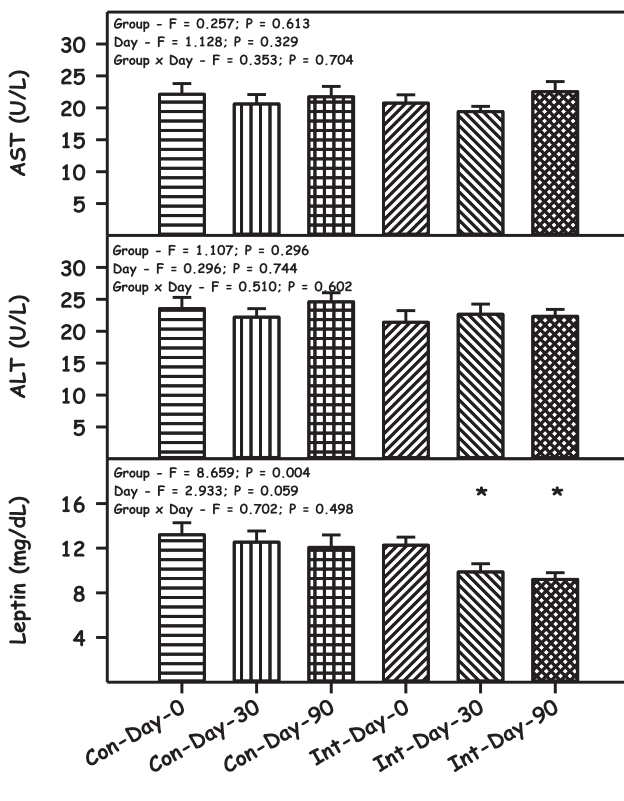 Group - F = 0.257; P = 0.613
Day - F = 1.128; P = 0.329
Group x Day - F = 0.353; P = 0.704
AST (U/L)
30
25
20
15
10
5
Group - F = 1.107; P = 0.296
Day - F = 0.296; P = 0.744
Group x Day - F = 0.510; P = 0.602
ALT (U/L)
30
25
20
15
10
5
Group - F = 8.659; P = 0.004
Day - F = 2.933; P = 0.059
Group x Day - F = 0.702; P = 0.498
* *
Leptin (mg/dL)
16
12
8
4
Con-Day-0
Con-Day-30
Con-Day-90
Int-Day-0
Int-Day-30
Int-Day-90